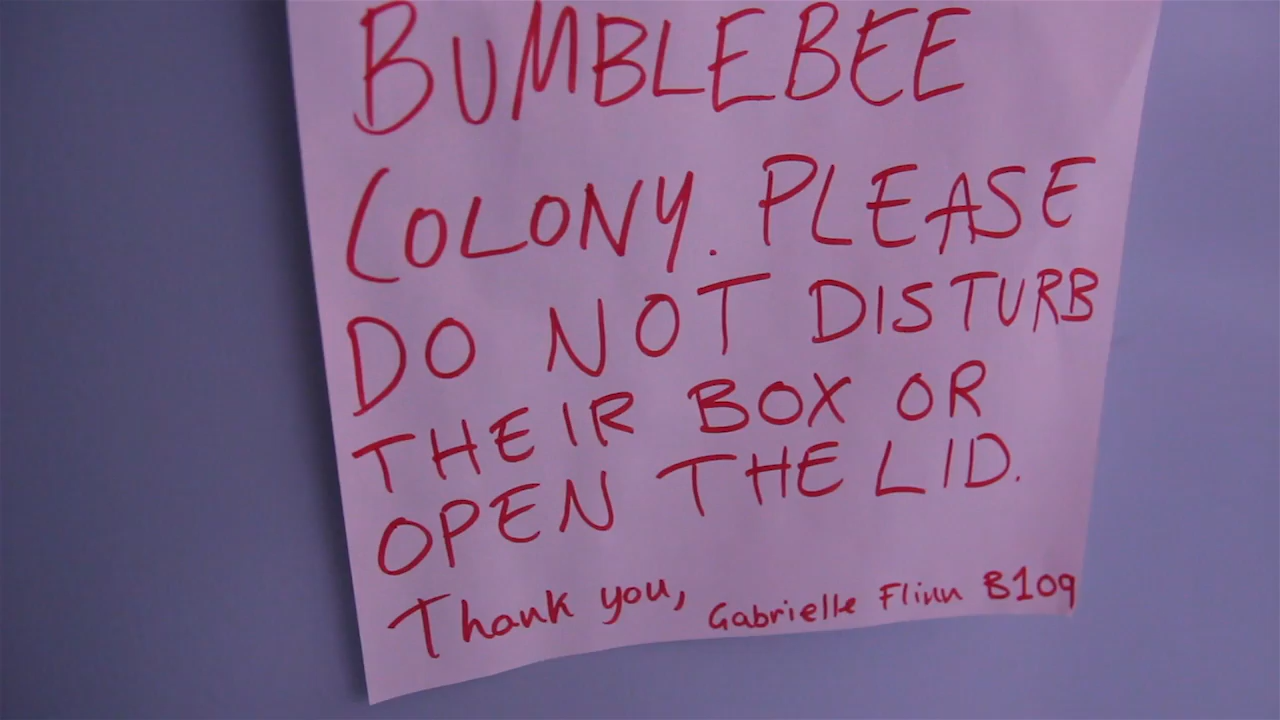 BUMBLEBEE
COLONY. PLEASE
DO NOT DISTURB
THEIR BOX OR
OPEN THE LID.
Thank you, Gabrielle Flinn B109